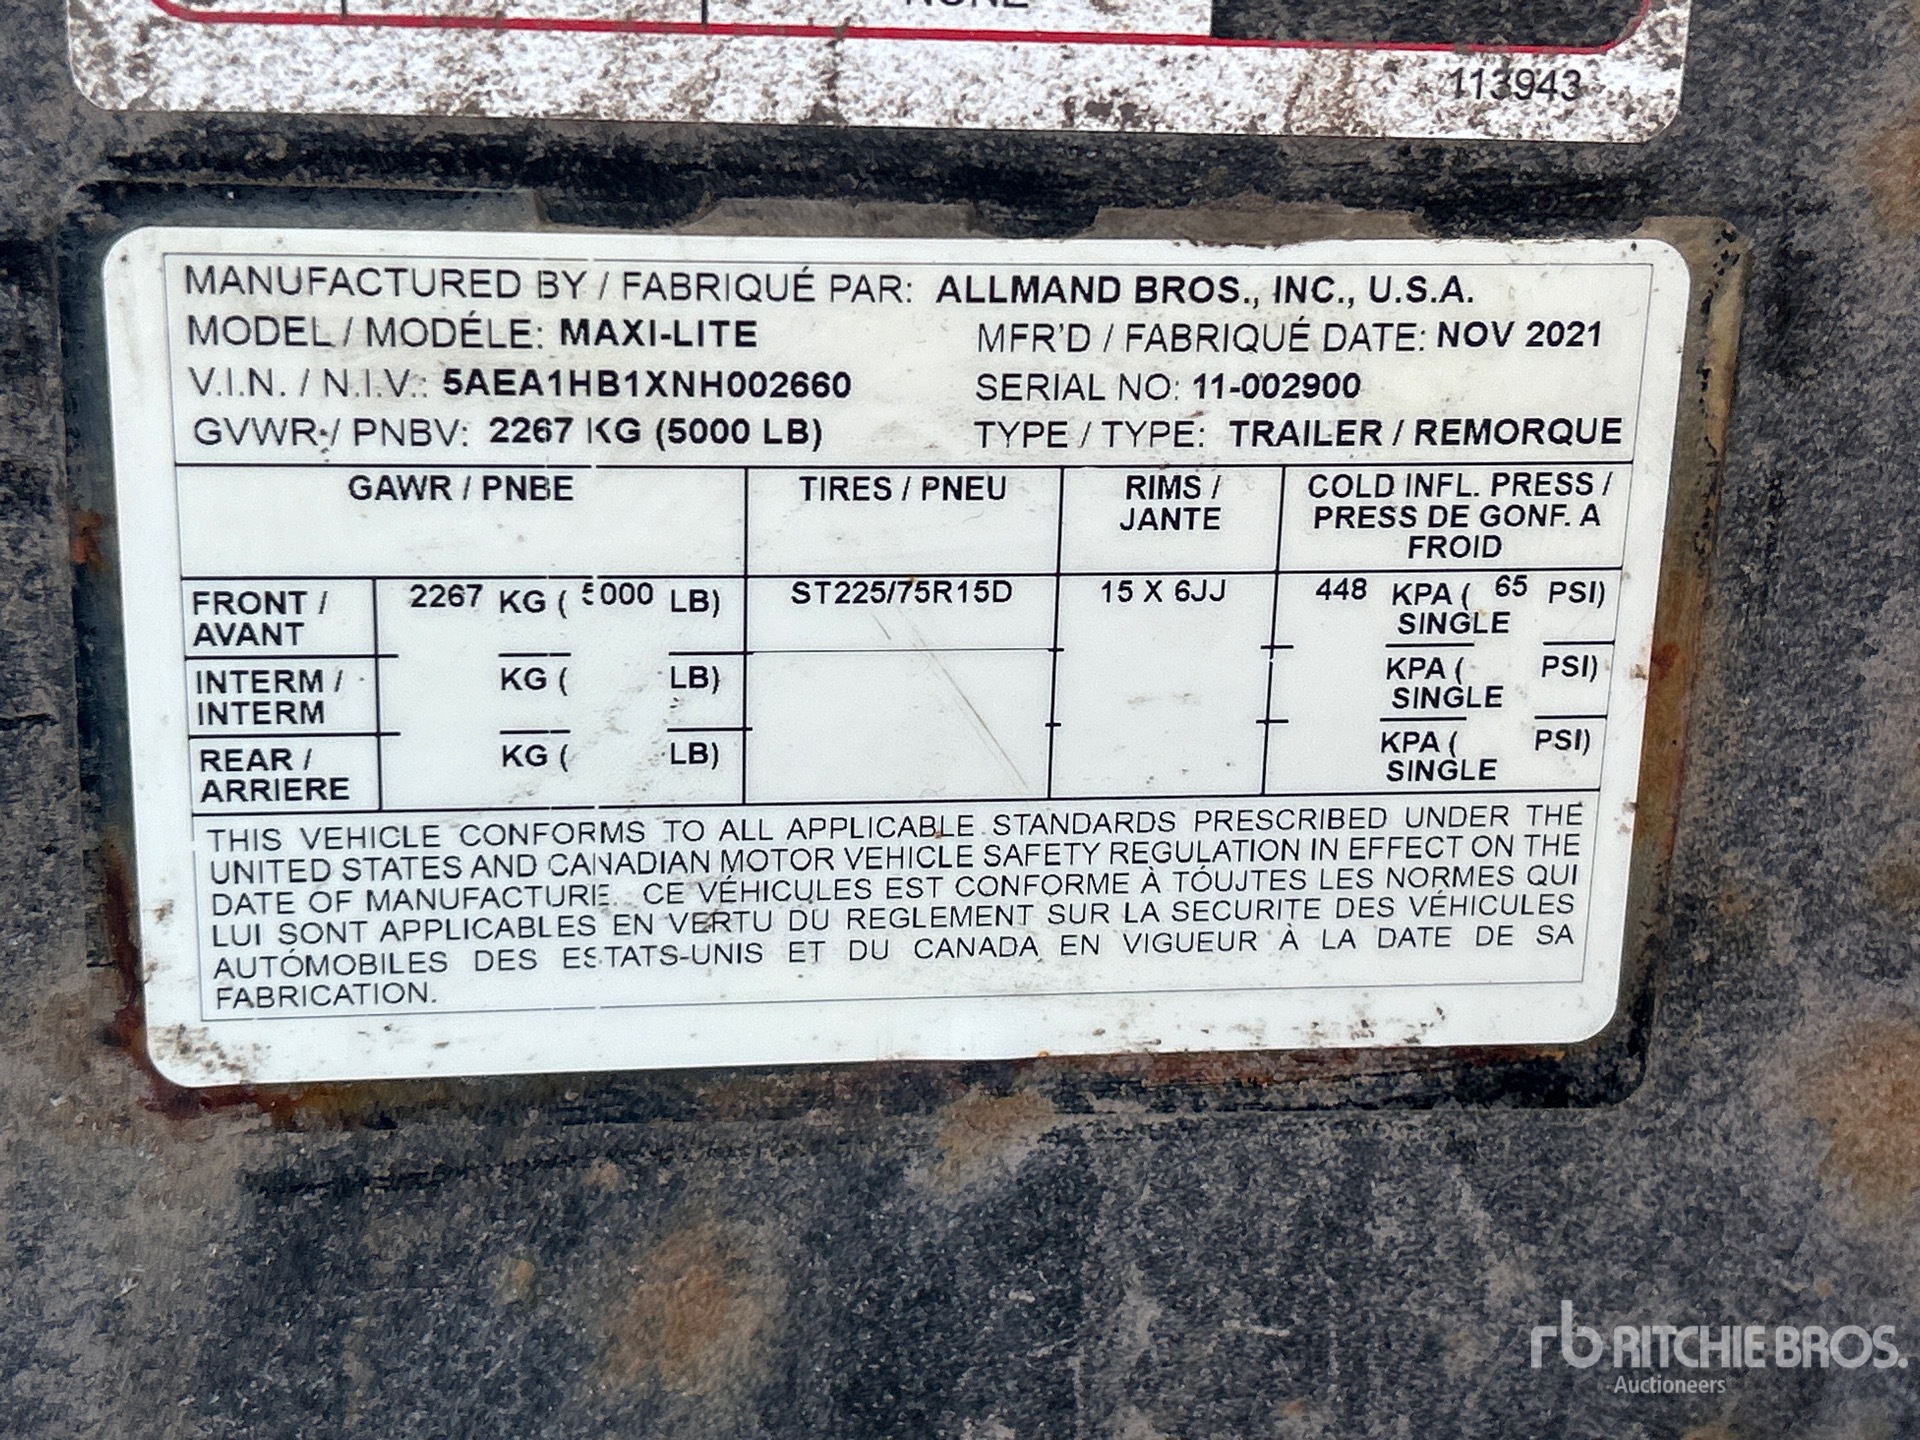 NONE
113943
MANUFACTURED BY / FABRIQUÉ PAR: ALLMAND BROS., INC., U.S.A.
MODEL / MODÉLE: MAXI-LITE MFR'D / FABRIQUÉ DATE: NOV 2021
V.I.N. / N.I.V.: 5AEA1HB1XNH002660 SERIAL NO: 11-002900
GVWR / PNBV: 2267 KG (5000 LB) TYPE / TYPE: TRAILER / REMORQUE
GAWR / PNBE TIRES / PNEU RIMS / JANTE COLD INFL. PRESS / PRESS DE GONF. A FROID
FRONT / AVANT 2267 KG ( 5000 LB) ST225/75R15D 15 X 6JJ 448 KPA ( 65 PSI) SINGLE
INTERM / INTERM KG ( LB) KPA ( PSI) SINGLE
REAR / ARRIERE KG ( LB) KPA ( PSI) SINGLE
THIS VEHICLE CONFORMS TO ALL APPLICABLE STANDARDS PRESCRIBED UNDER THE
UNITED STATES AND CANADIAN MOTOR VEHICLE SAFETY REGULATION IN EFFECT ON THE
DATE OF MANUFACTURE. CE VÉHICULES EST CONFORME À TOUJTES LES NORMES QUI
LUI SONT APPLICABLES EN VERTU DU REGLEMENT SUR LA SECURITE DES VÉHICULES
AUTOMOBILES DES ESTATS-UNIS ET DU CANADA EN VIGUEUR À LA DATE DE SA
FABRICATION.
rb RITCHIE BROS.
Auctioneers